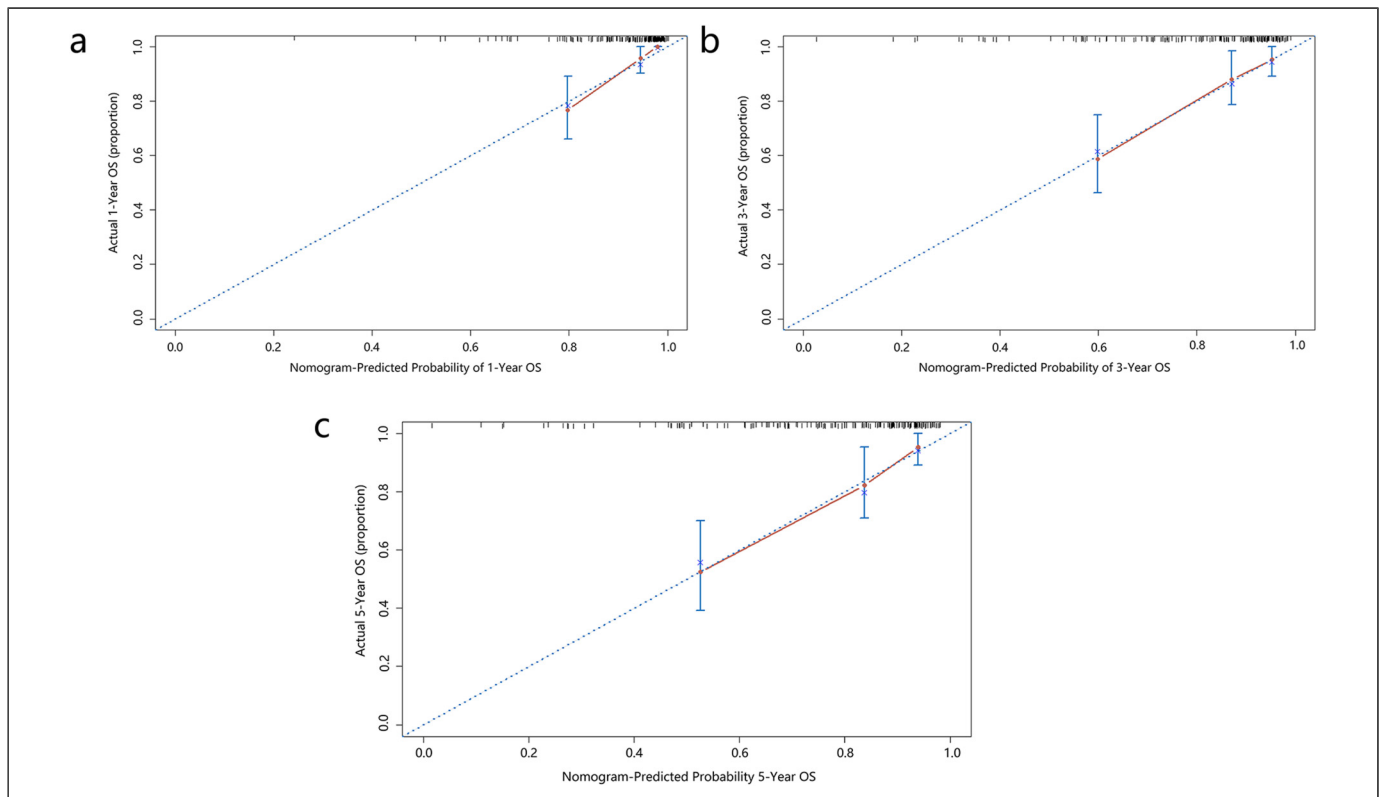 a
1.0
0.8
0.6
0.4
0.2
0.0
Actual 1-Year OS (proportion)
0.0 0.2 0.4 0.6 0.8 1.0
Nomogram-Predicted Probability of 1-Year OS
b
1.0
0.8
0.6
0.4
0.2
0.0
Actual 3-Year OS (proportion)
0.0 0.2 0.4 0.6 0.8 1.0
Nomogram-Predicted Probability of 3-Year OS
c
1.0
0.8
0.6
0.4
0.2
0.0
Actual 5-Year OS (proportion)
0.0 0.2 0.4 0.6 0.8 1.0
Nomogram-Predicted Probability 5-Year OS